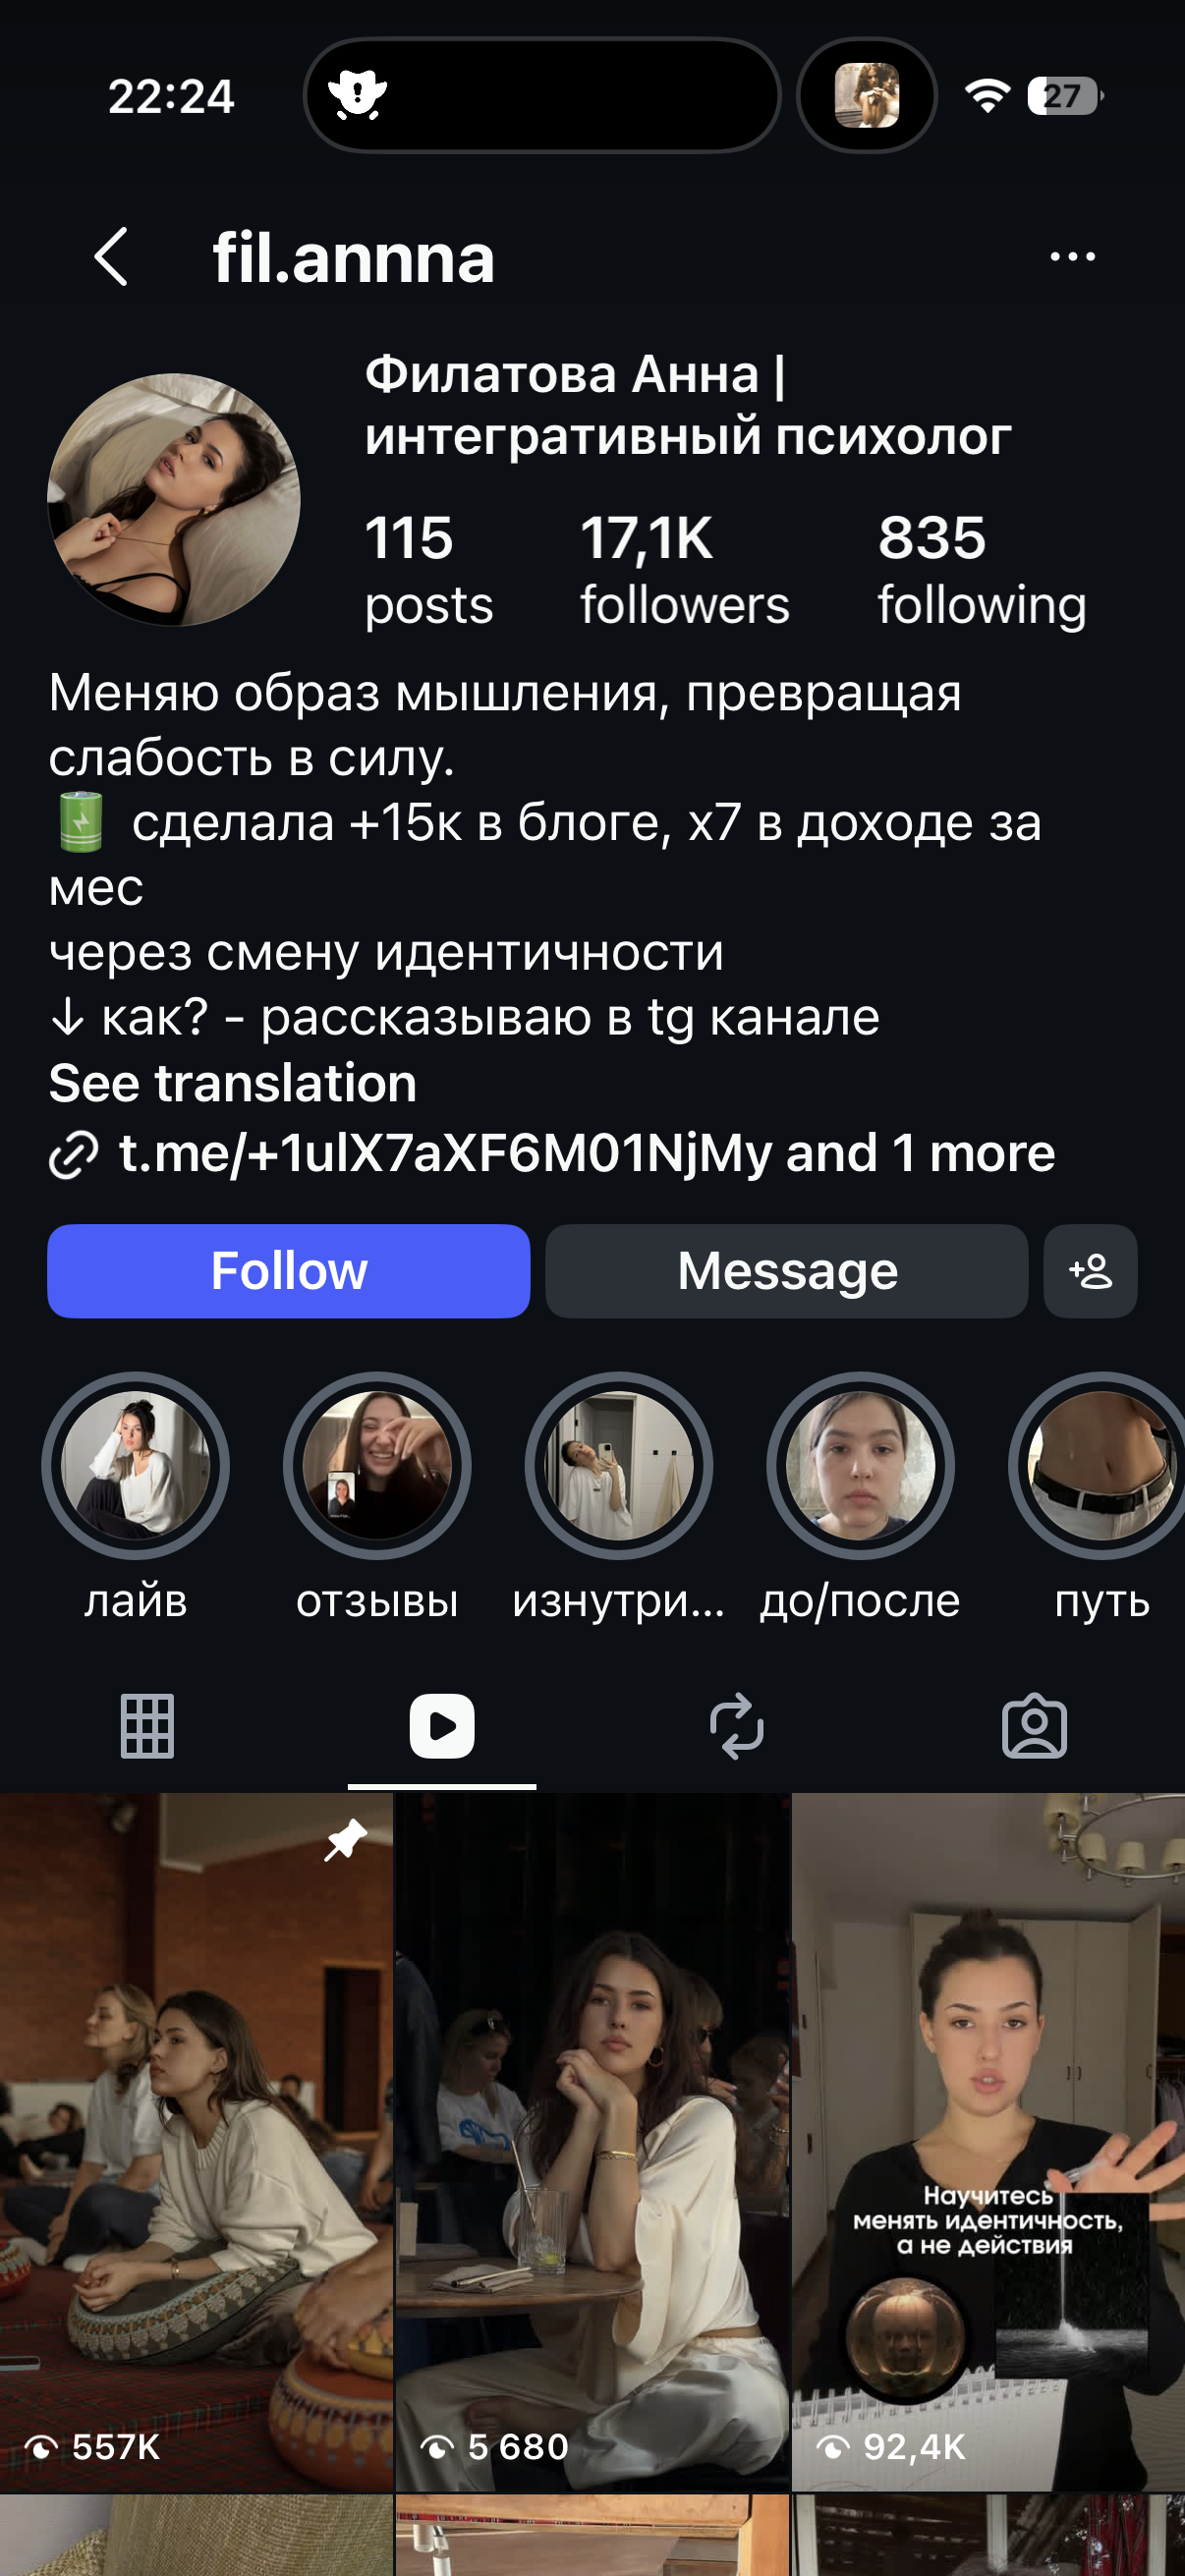 22:24
27
fil.annna
Филатова Анна |
интегративный психолог
115 17,1K 835
posts followers following
Меняю образ мышления, превращая
слабость в силу.
🔋 сделала +15к в блоге, х7 в доходе за
мес
через смену идентичности
↓ как? - рассказываю в tg канале
See translation
t.me/+1ulX7aXF6M01NjMy and 1 more
Follow Message
лайв отзывы изнутри... до/после путь
Научитесь
менять идентичность,
а не действия
557K 5 680 92,4K